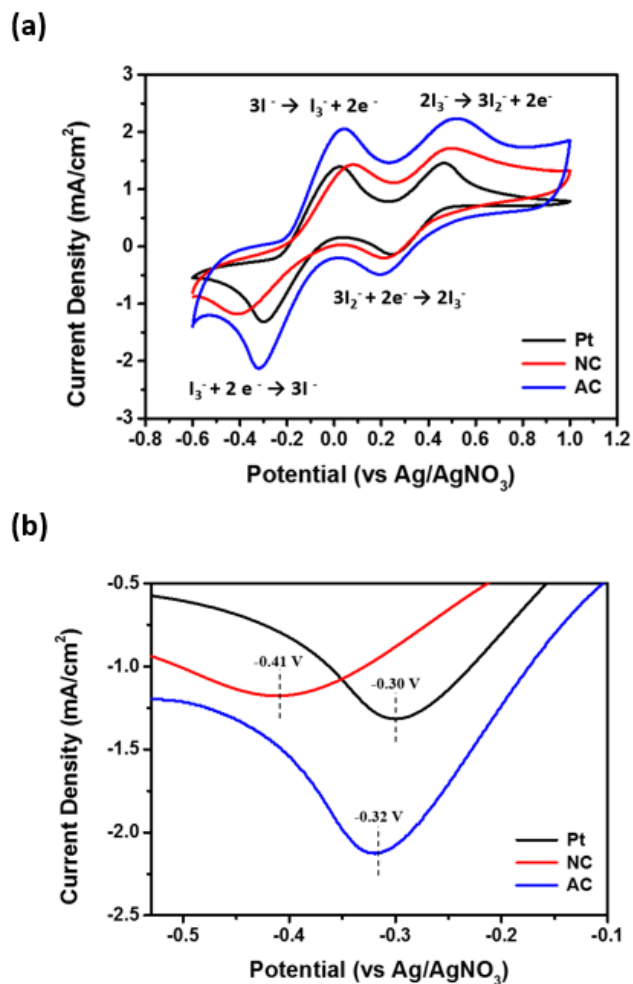 (a)
3I⁻ → I₃⁻ + 2e⁻
2I₃⁻ → 3I₂⁻ + 2e⁻
3I₂⁻ + 2e⁻ → 2I₃⁻
I₃⁻ + 2 e⁻ → 3I⁻
Pt
NC
AC
3
2
1
0
-1
-2
-3
Current Density (mA/cm²)
-0.8 -0.6 -0.4 -0.2 0.0 0.2 0.4 0.6 0.8 1.0 1.2
Potential (vs Ag/AgNO₃)
(b)
-0.41 V
-0.30 V
-0.32 V
Pt
NC
AC
-0.5
-1.0
-1.5
-2.0
-2.5
Current Density (mA/cm²)
-0.5 -0.4 -0.3 -0.2 -0.1
Potential (vs Ag/AgNO₃)